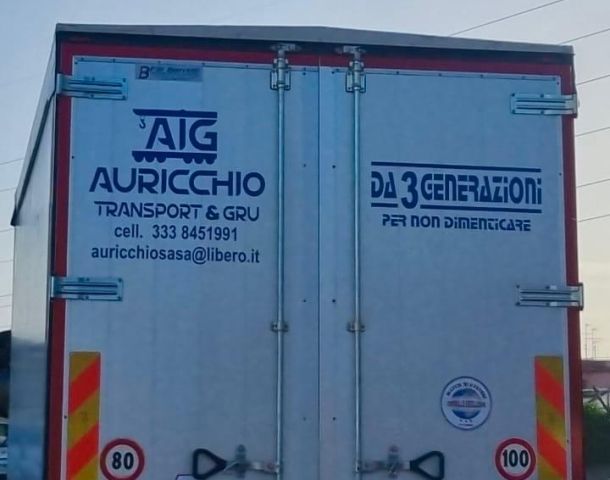 AIG
AURICCHIO
TRANSPORT & GRU
cell. 333 8451991
auricchiosasa@libero.it
DA 3 GENERAZIONI
PER NON DIMENTICARE
80
100